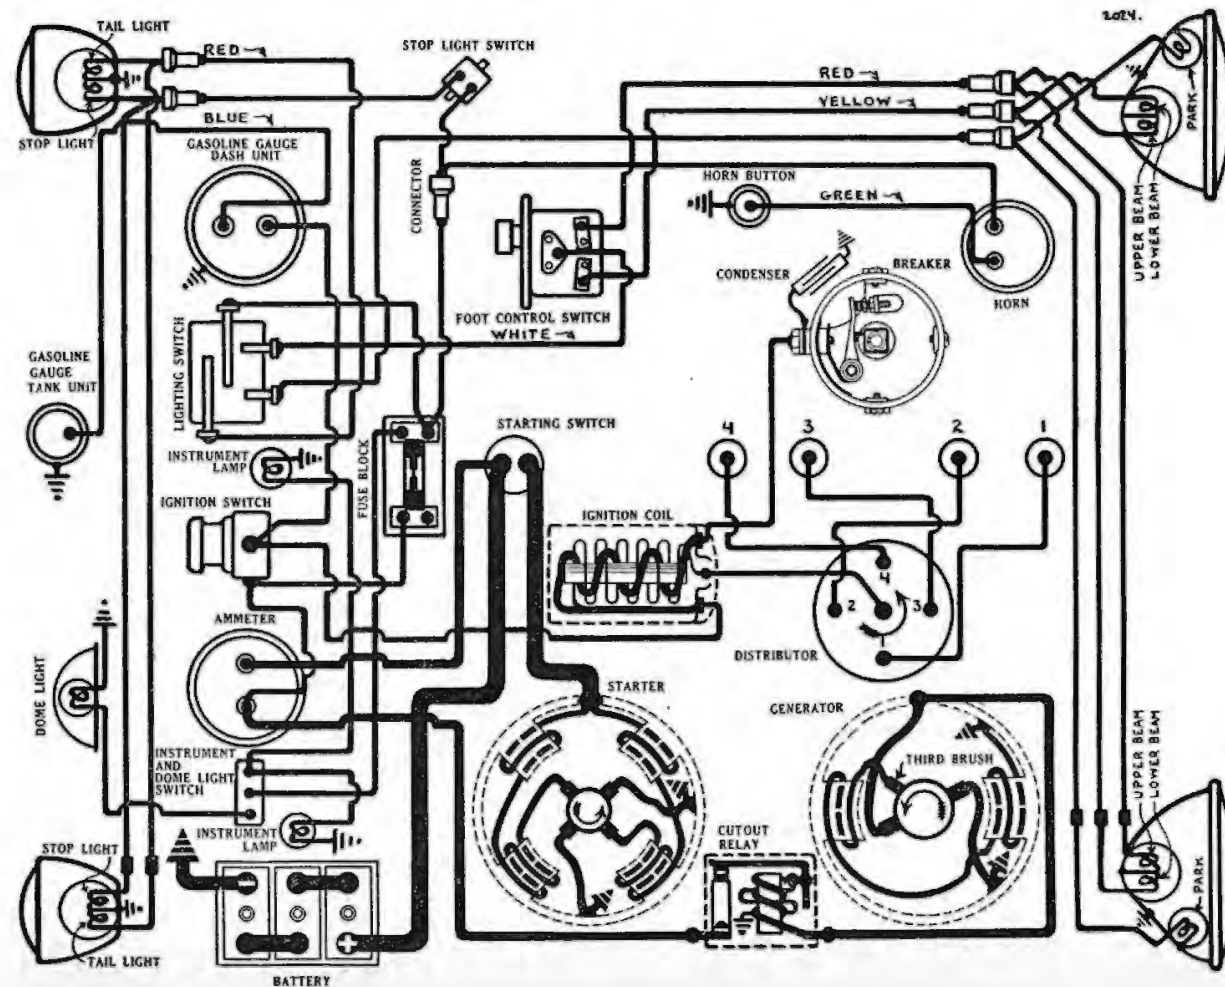 TAIL LIGHT
RED
STOP LIGHT SWITCH
2024.
RED
PARK
YELLOW
BLUE
STOP LIGHT
GASOLINE GAUGE
DASH UNIT
CONNECTOR
HORN BUTTON
GREEN
UPPER BEAM
LOWER BEAM
CONDENSER
BREAKER
HORN
FOOT CONTROL SWITCH
WHITE
LIGHTING SWITCH
GASOLINE
GAUGE
TANK UNIT
STARTING SWITCH
4
3
2
1
INSTRUMENT
LAMP
FUSE BLOCK
IGNITION SWITCH
IGNITION COIL
4
2
3
1
AMMETER
DISTRIBUTOR
DOME LIGHT
STARTER
GENERATOR
INSTRUMENT
AND
DOME LIGHT
SWITCH
THIRD BRUSH
UPPER BEAM
LOWER BEAM
INSTRUMENT
LAMP
CUTOUT
RELAY
STOP LIGHT
PARK
TAIL LIGHT
BATTERY